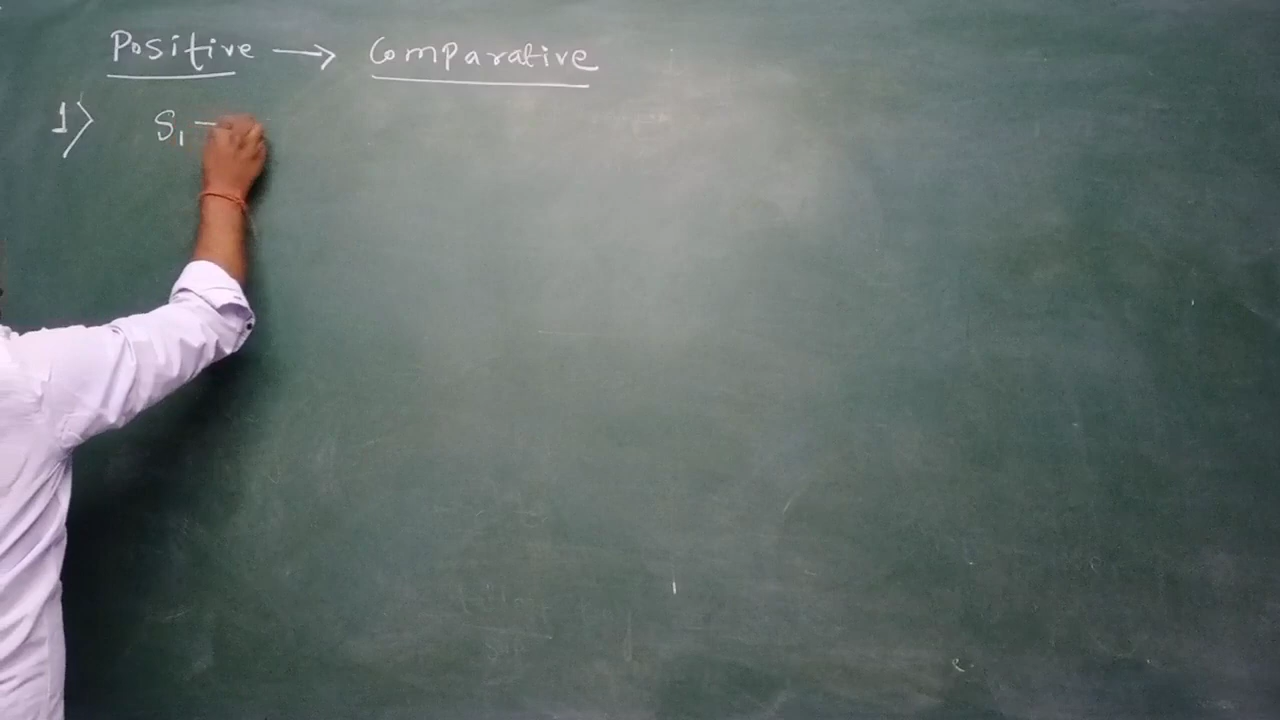 Positive → Comparative
1> S₁ –